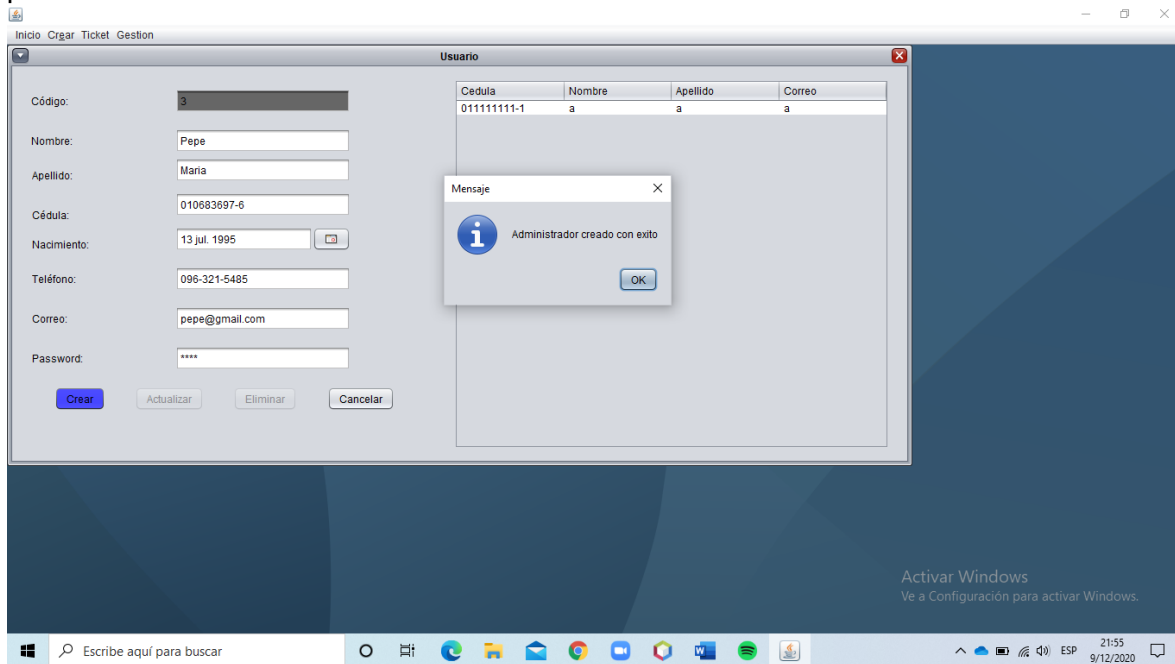 Inicio Crgar Ticket Gestion
Usuario
Código:
3
Nombre:
Pepe
Apellido:
Maria
Cédula:
010683697-6
Nacimiento:
13 jul. 1995
Teléfono:
096-321-5485
Correo:
pepe@gmail.com
Password:
****
Crear Actualizar Eliminar Cancelar
Cedula Nombre Apellido Correo
011111111-1 a a a
Mensaje
Administrador creado con exito
OK
Activar Windows
Ve a Configuración para activar Windows.
Escribe aquí para buscar
ESP
21:55
9/12/2020